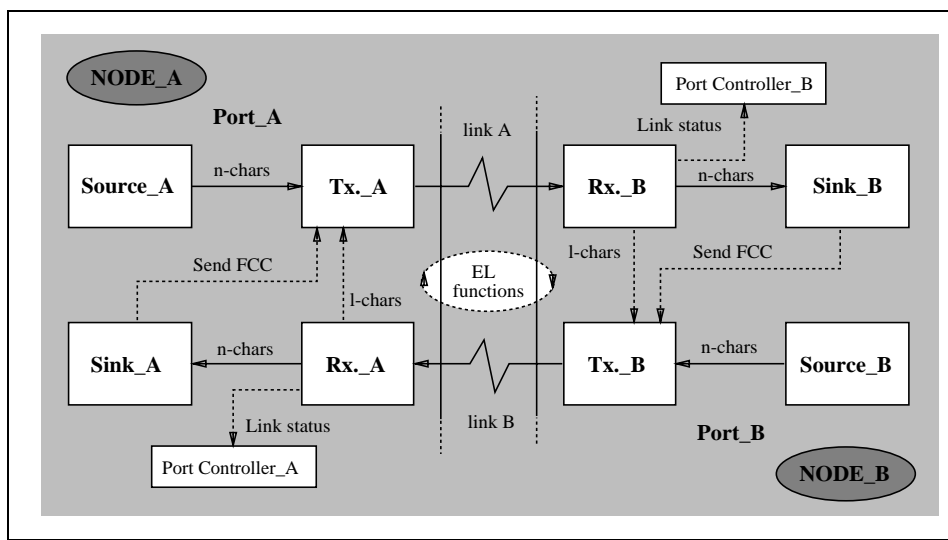 NODE_A
Port Controller_B
Port_A
link A
Link status
Source_A
n-chars
Tx._A
Rx._B
n-chars
Sink_B
Send FCC
l-chars
EL
functions
l-chars
Send FCC
Sink_A
n-chars
Rx._A
Tx._B
n-chars
Source_B
Link status
link B
Port_B
Port Controller_A
NODE_B